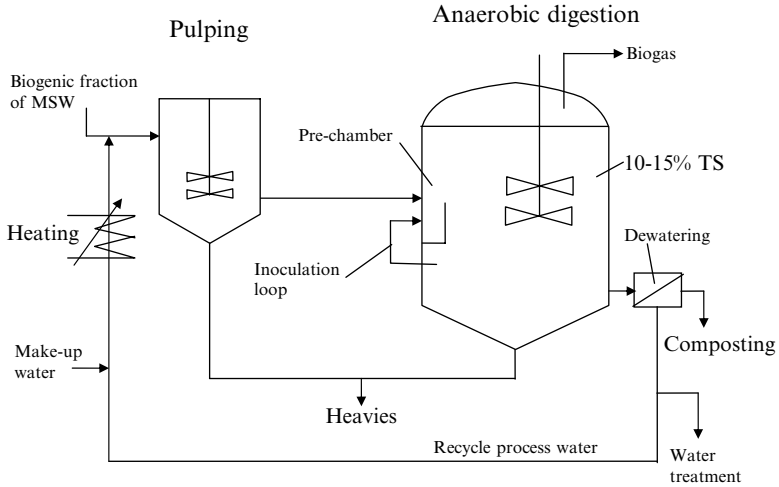 Pulping
Anaerobic digestion
Biogenic fraction
of MSW
Biogas
Pre-chamber
10-15% TS
Heating
Inoculation
loop
Dewatering
Make-up
water
Composting
Heavies
Recycle process water
Water
treatment